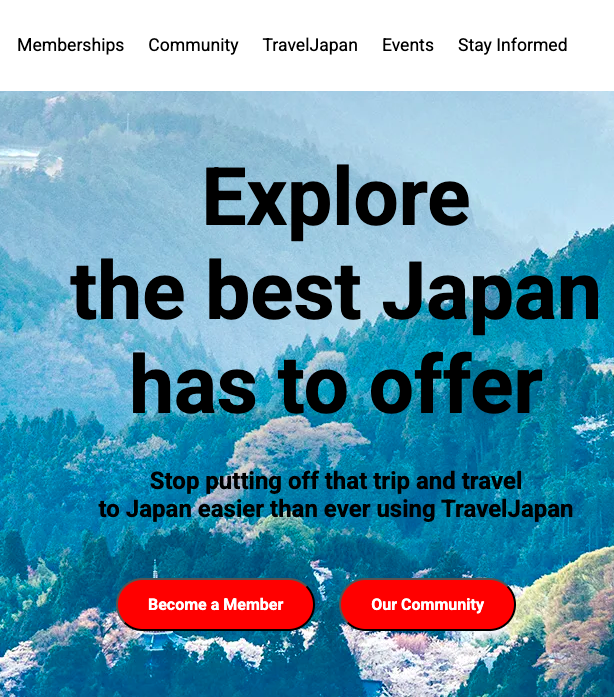 Memberships Community TravelJapan Events Stay Informed
Explore
the best Japan
has to offer
Stop putting off that trip and travel
to Japan easier than ever using TravelJapan
Become a Member Our Community